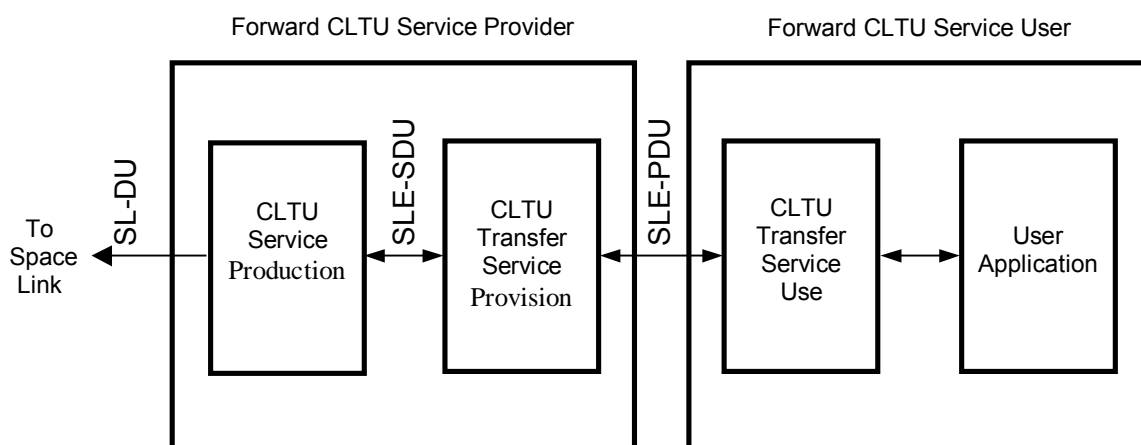 Forward CLTU Service Provider
Forward CLTU Service User
To
Space
Link
SL-DU
CLTU
Service
Production
SLE-SDU
CLTU
Transfer
Service
Provision
SLE-PDU
CLTU
Transfer
Service
Use
User
Application